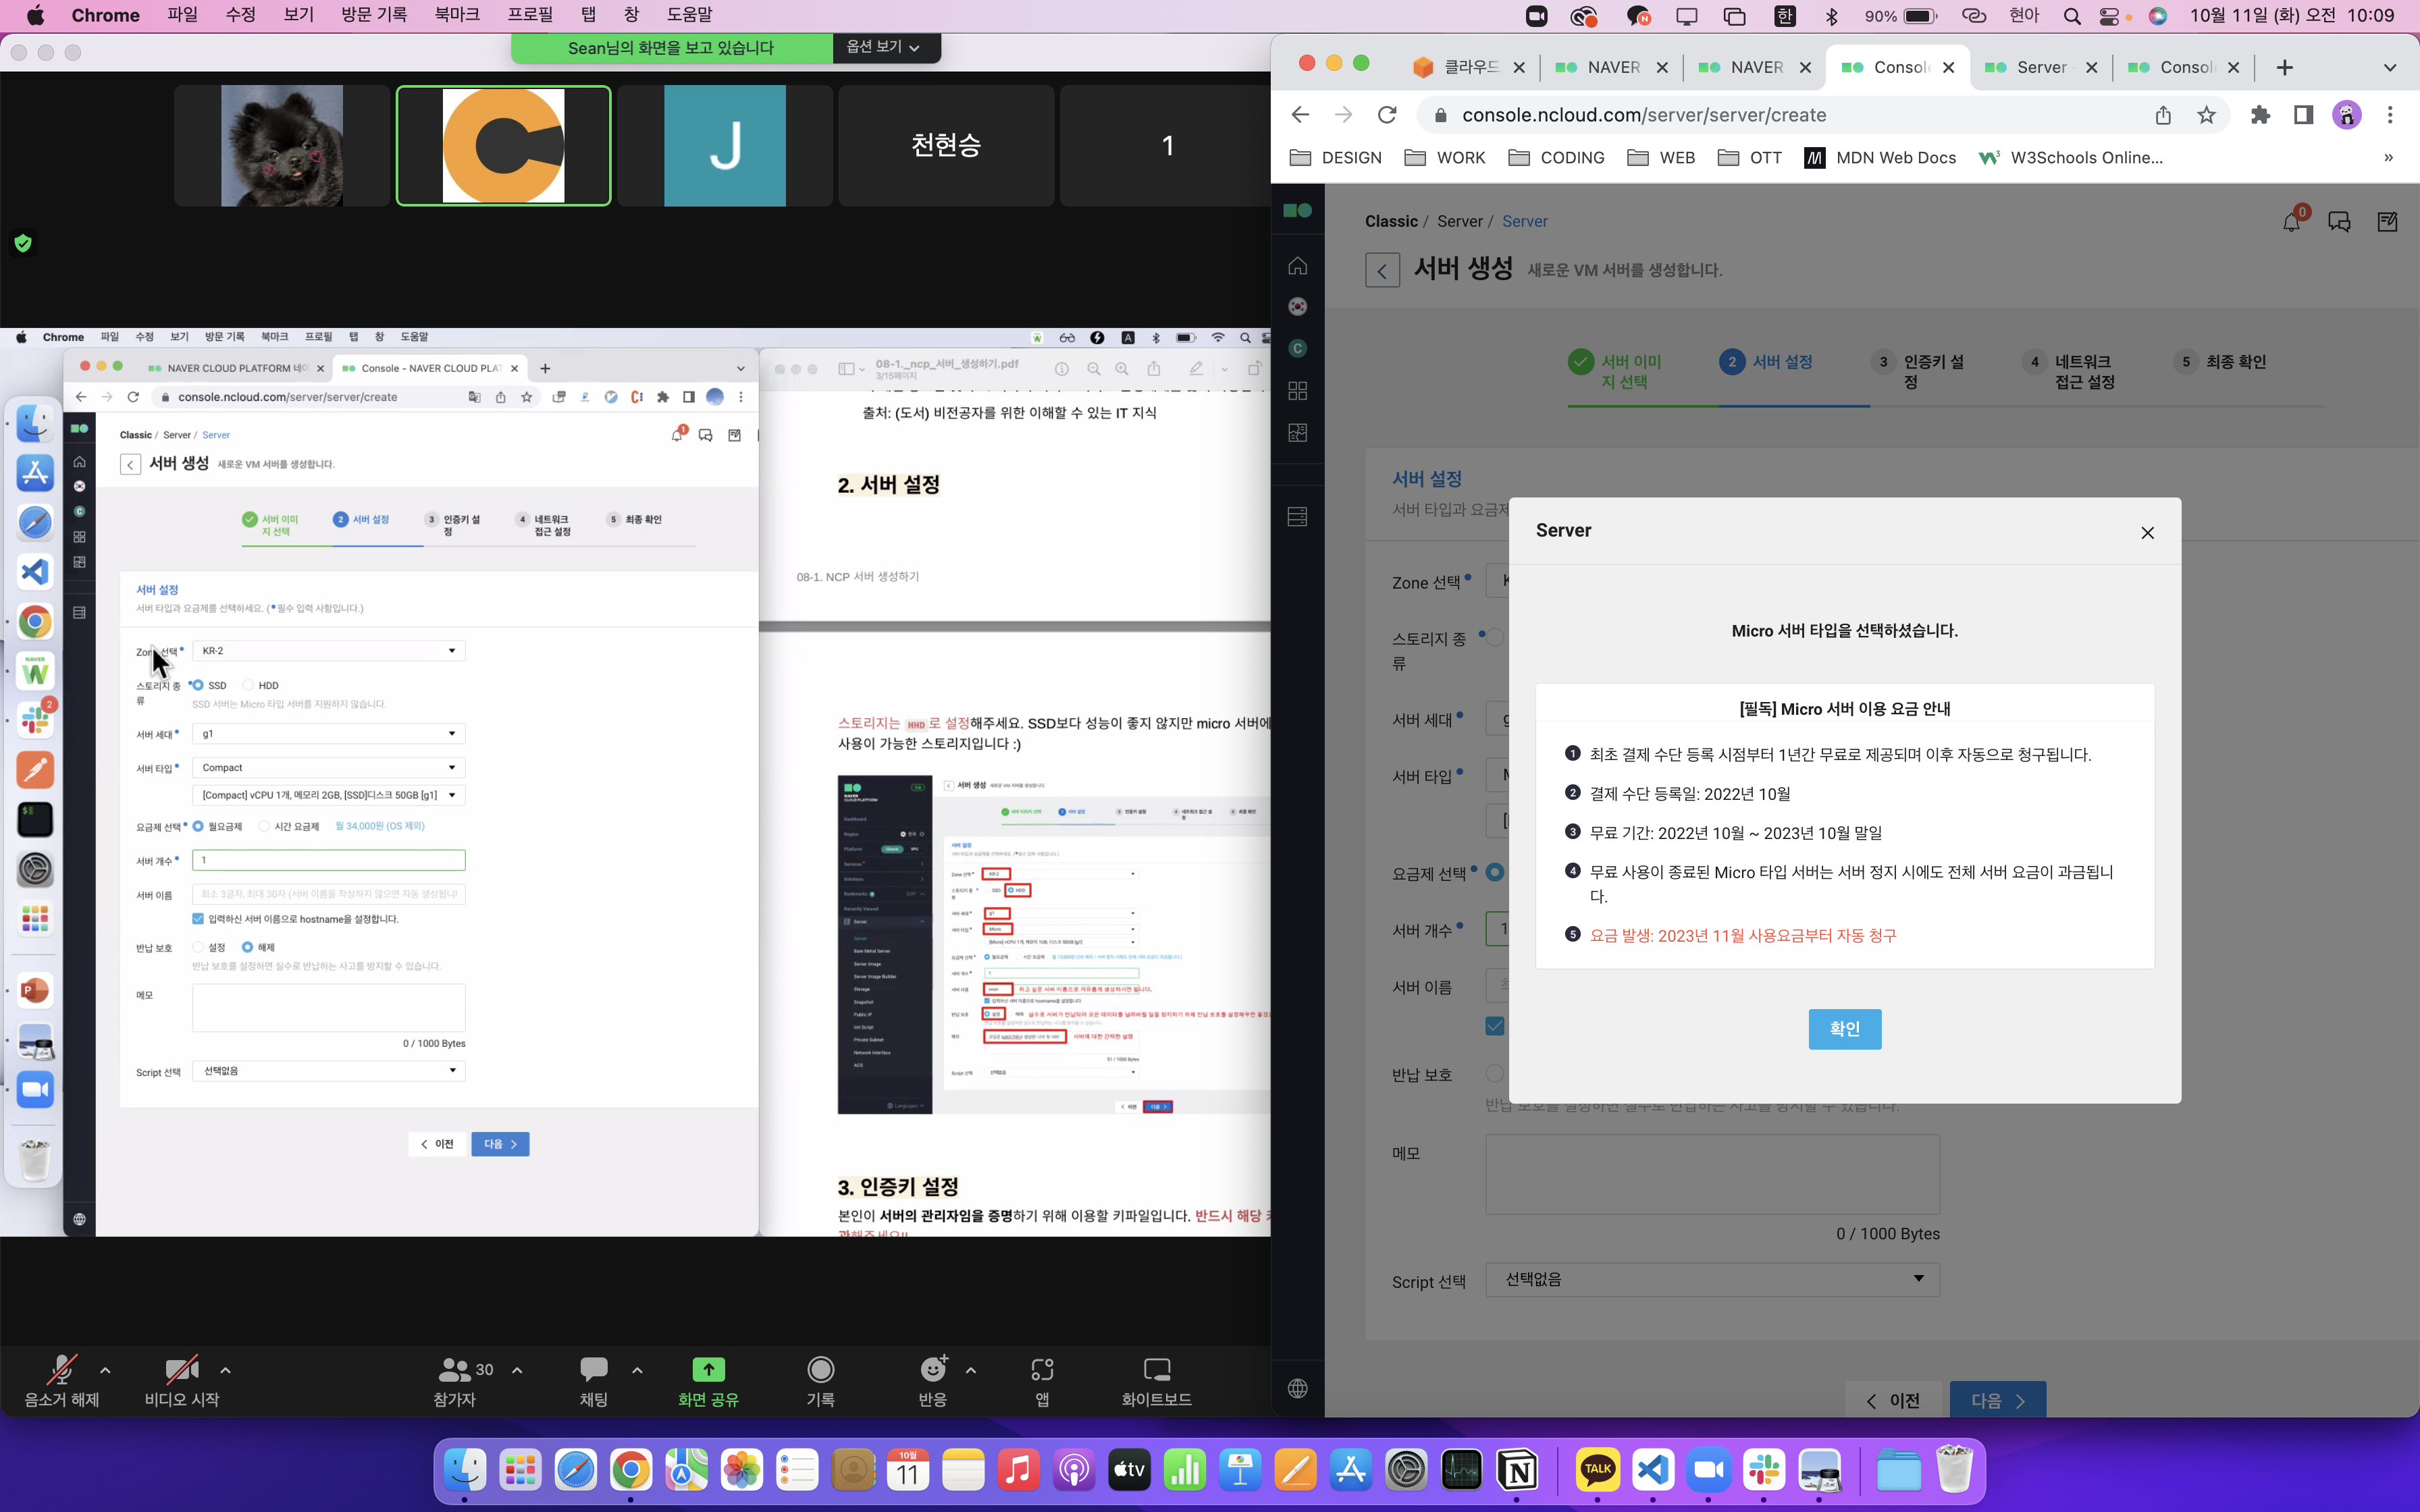 Chrome 파일 수정 보기 방문 기록 북마크 프로필 탭 창 도움말
한 90% 현아 10월 11일 (화) 오전 10:09
Sean님의 화면을 보고 있습니다 옵션 보기
C J 천현승 1
Chrome 파일 수정 보기 방문 기록 북마크 프로필 탭 창 도움말
NAVER CLOUD PLATFORM 네이
Console - NAVER CLOUD PLAT
console.ncloud.com/server/server/create
Classic / Server / Server
서버 생성 새로운 VM 서버를 생성합니다.
서버 이미
지 선택
2 서버 설정
3 인증키 설
정
4 네트워크
접근 설정
5 최종 확인
서버 설정
서버 타입과 요금제를 선택하세요. (•필수 입력 사항입니다.)
Zone 선택 KR-2
스토리지 종
류
SSD HDD
SSD 서버는 Micro 타입 서버를 지원하지 않습니다.
서버 세대 g1
서버 타입 Compact
[Compact] vCPU 1개, 메모리 2GB, [SSD]디스크 50GB [g1]
요금제 선택 월요금제 시간 요금제 월 34,000원 (OS 제외)
서버 개수 1
서버 이름 최소 3글자, 최대 30자 (서버 이름을 작성하지 않으면 자동 생성됩니
입력하신 서버 이름으로 hostname을 설정합니다.
반납 보호 설정 해제
반납 보호를 설정하면 실수로 반납하는 사고를 방지할 수 있습니다.
메모
0 / 1000 Bytes
Script 선택 선택없음
이전 다음
08-1._ncp_서버_생성하기.pdf
3/15페이지
출처: (도서) 비전공자를 위한 이해할 수 있는 IT 지식
2. 서버 설정
08-1. NCP 서버 생성하기
스토리지는 HHD 로 설정해주세요. SSD보다 성능이 좋지 않지만 micro 서버에
사용이 가능한 스토리지입니다 :)
3. 인증키 설정
본인이 서버의 관리자임을 증명하기 위해 이용할 키파일입니다. 반드시 해당
음소거 해제 비디오 시작 30 참가자 채팅 화면 공유 기록 반응 앱 화이트보드
클라우드 NAVER NAVER Consol Server Consol
console.ncloud.com/server/server/create
DESIGN WORK CODING WEB OTT MDN Web Docs W3Schools Online... »
Classic / Server / Server
0
서버 생성 새로운 VM 서버를 생성합니다.
서버 이미
지 선택
2 서버 설정
3 인증키 설
정
4 네트워크
접근 설정
5 최종 확인
서버 설정
서버 타입과 요금제
Zone 선택
스토리지 종
류
서버 세대
서버 타입
요금제 선택
서버 개수 1
서버 이름
반납 보호
반납 보호를 설정하면 실수로 반납하는 사고를 방지할 수 있습니다.
메모
0 / 1000 Bytes
Script 선택 선택없음
이전 다음
Server
Micro 서버 타입을 선택하셨습니다.
[필독] Micro 서버 이용 요금 안내
1 최초 결제 수단 등록 시점부터 1년간 무료로 제공되며 이후 자동으로 청구됩니다.
2 결제 수단 등록일: 2022년 10월
3 무료 기간: 2022년 10월 ~ 2023년 10월 말일
4 무료 사용이 종료된 Micro 타입 서버는 서버 정지 시에도 전체 서버 요금이 과금됩니
다.
5 요금 발생: 2023년 11월 사용요금부터 자동 청구
확인
10월
11
tv
TALK